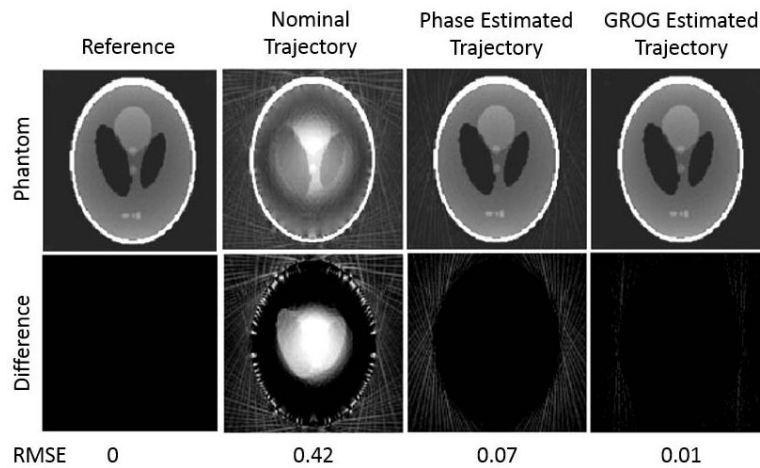 Reference
Nominal
Trajectory
Phase Estimated
Trajectory
GROG Estimated
Trajectory
Phantom
Difference
RMSE 0 0.42 0.07 0.01